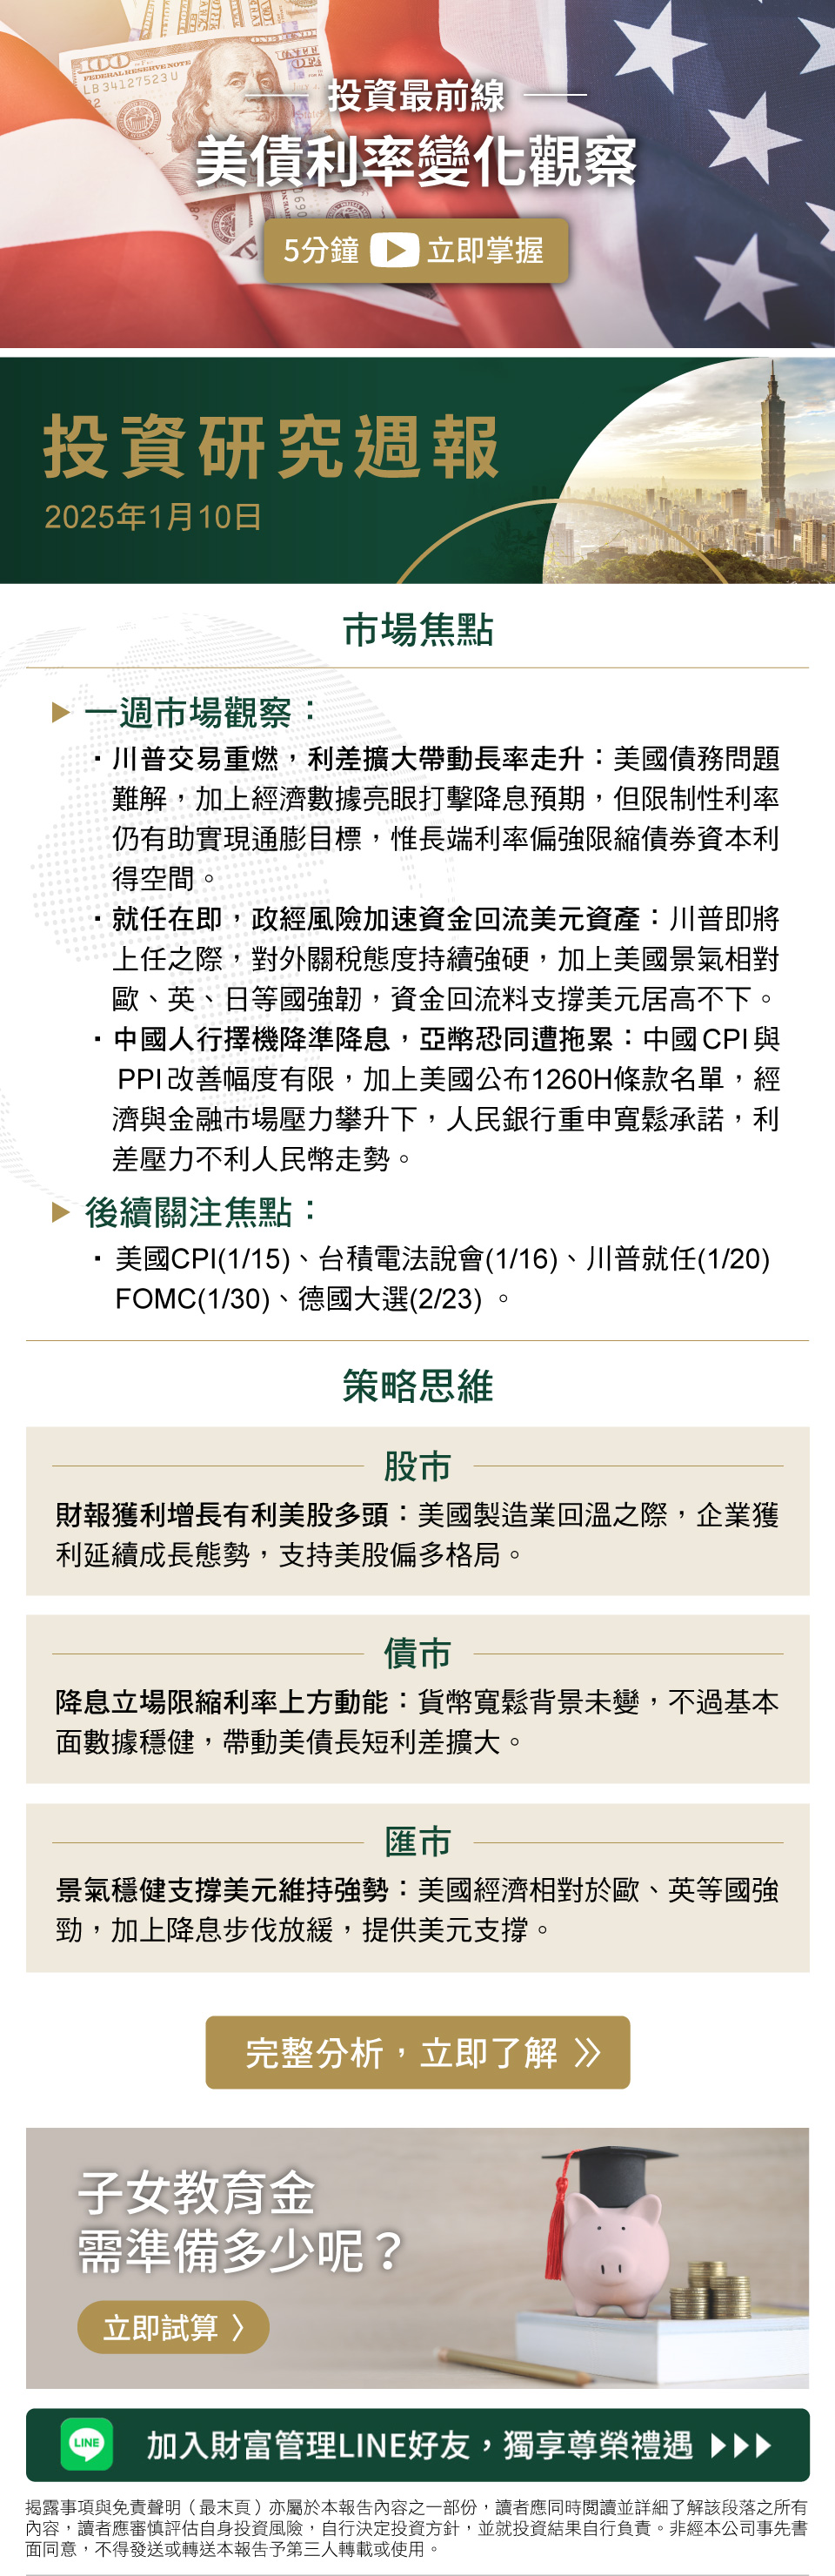 100
FEDERAL RESERVE NOTE
LB34127523U
投資最前線
美債利率變化觀察
5分鐘 立即掌握
投資研究週報
2025年1月10日
市場焦點
一週市場觀察：
・川普交易重燃，利差擴大帶動長率走升：美國債務問題
難解，加上經濟數據亮眼打擊降息預期，但限制性利率
仍有助實現通膨目標，惟長端利率偏強限縮債券資本利
得空間。
・就任在即，政經風險加速資金回流美元資產：川普即將
上任之際，對外關稅態度持續強硬，加上美國景氣相對
歐、英、日等國強韌，資金回流料支撐美元居高不下。
・中國人行擇機降準降息，亞幣恐同遭拖累：中國CPI與
PPI改善幅度有限，加上美國公布1260H條款名單，經
濟與金融市場壓力攀升下，人民銀行重申寬鬆承諾，利
差壓力不利人民幣走勢。
後續關注焦點：
・美國CPI(1/15)、台積電法說會(1/16)、川普就任(1/20)
FOMC(1/30)、德國大選(2/23)。
策略思維
股市
財報獲利增長有利美股多頭：美國製造業回溫之際，企業獲
利延續成長態勢，支持美股偏多格局。
債市
降息立場限縮利率上方動能：貨幣寬鬆背景未變，不過基本
面數據穩健，帶動美債長短利差擴大。
匯市
景氣穩健支撐美元維持強勢：美國經濟相對於歐、英等國強
勁，加上降息步伐放緩，提供美元支撐。
完整分析，立即了解
子女教育金
需準備多少呢？
立即試算
LINE
加入財富管理LINE好友，獨享尊榮禮遇
揭露事項與免責聲明（最末頁）亦屬於本報告內容之一部份，讀者應同時閱讀並詳細了解該段落之所有
內容，讀者應審慎評估自身投資風險，自行決定投資方針，並就投資結果自行負責。非經本公司事先書
面同意，不得發送或轉送本報告予第三人轉載或使用。